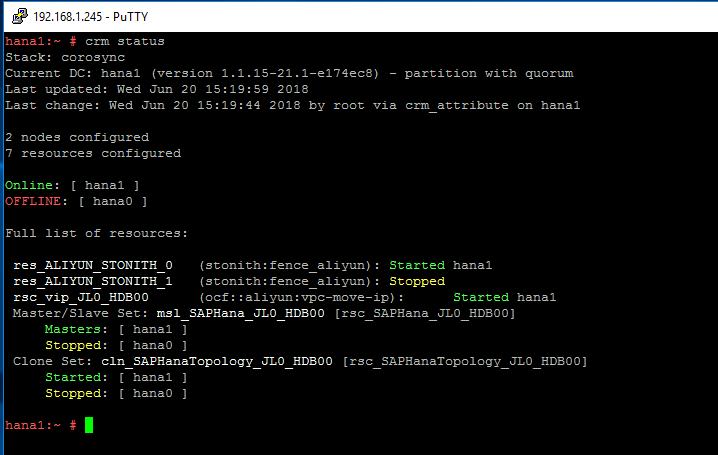 192.168.1.245 - PuTTY
hana1:~ # crm status
Stack: corosync
Current DC: hana1 (version 1.1.15-21.1-e174ec8) - partition with quorum
Last updated: Wed Jun 20 15:19:59 2018
Last change: Wed Jun 20 15:19:44 2018 by root via crm_attribute on hana1
2 nodes configured
7 resources configured
Online: [ hana1 ]
OFFLINE: [ hana0 ]
Full list of resources:
res_ALIYUN_STONITH_0 (stonith:fence_aliyun): Started hana1
res_ALIYUN_STONITH_1 (stonith:fence_aliyun): Stopped
rsc_vip_JL0_HDB00 (ocf::aliyun:vpc-move-ip): Started hana1
Master/Slave Set: msl_SAPHana_JL0_HDB00 [rsc_SAPHana_JL0_HDB00]
Masters: [ hana1 ]
Stopped: [ hana0 ]
Clone Set: cln_SAPHanaTopology_JL0_HDB00 [rsc_SAPHanaTopology_JL0_HDB00]
Started: [ hana1 ]
Stopped: [ hana0 ]
hana1:~ #